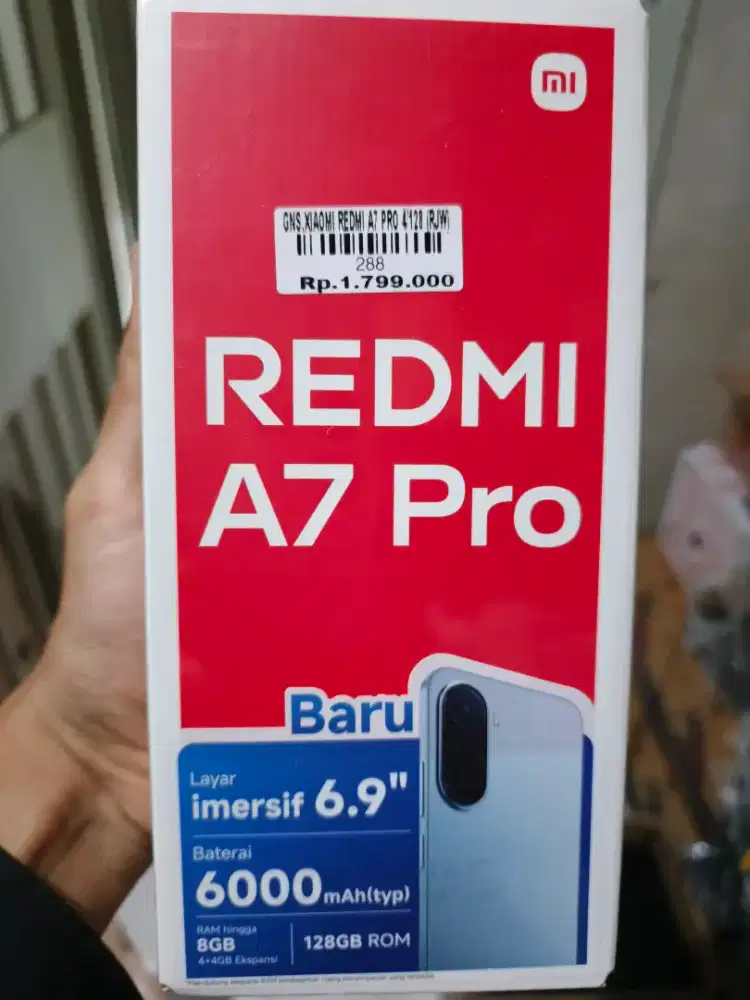 mi
GNS.XIAOMI REDMI A7 PRO 4/128 (RJW)
288
Rp.1.799.000
REDMI
A7 Pro
Baru
Layar
imersif 6.9"
Baterai
6000mAh(typ)
RAM hingga
8GB
4+4GB Ekspansi
128GB ROM